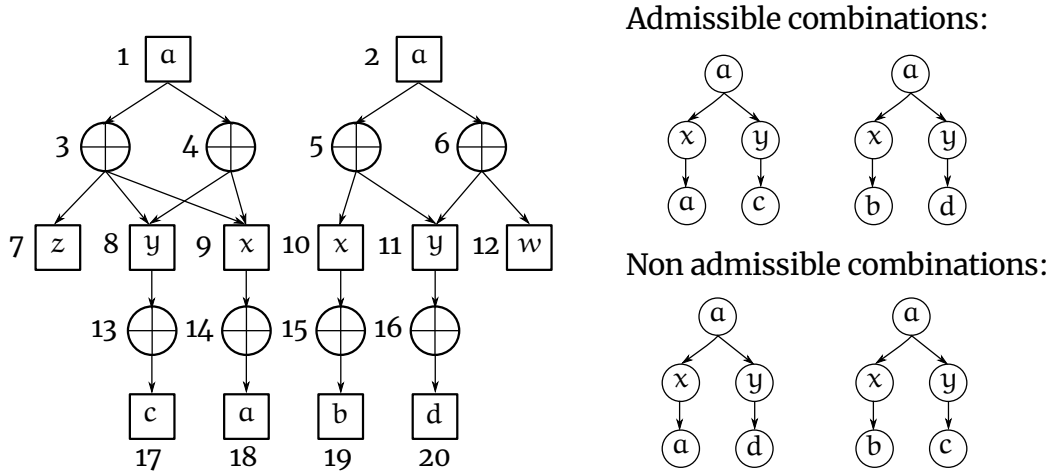 Admissible combinations:
1 a 2 a
a a
3 4 5 6
x y x y
a c b d
7 z 8 y 9 x 10 x 11 y 12 w
Non admissible combinations:
a a
13 14 15 16
x y x y
c a b d
a d b c
17 18 19 20